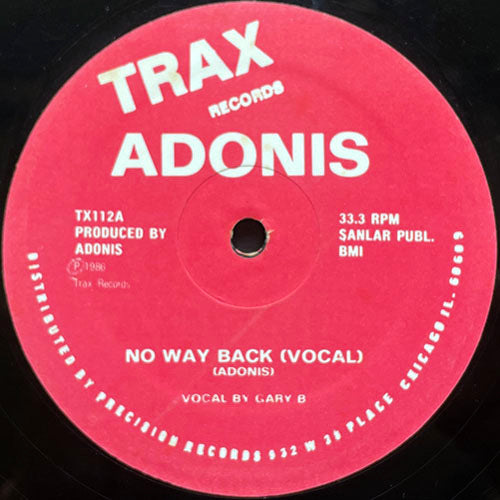 TRAX
RECORDS
ADONIS
TX112A
PRODUCED BY
ADONIS
33.3 RPM
SANLAR PUBL.
BMI
Ⓟ 1986
Trax Records
NO WAY BACK (VOCAL)
(ADONIS)
VOCAL BY GARY B
DISTRIBUTED BY PRECISION RECORDS 932 W 38 PLACE CHICAGO IL. 60609